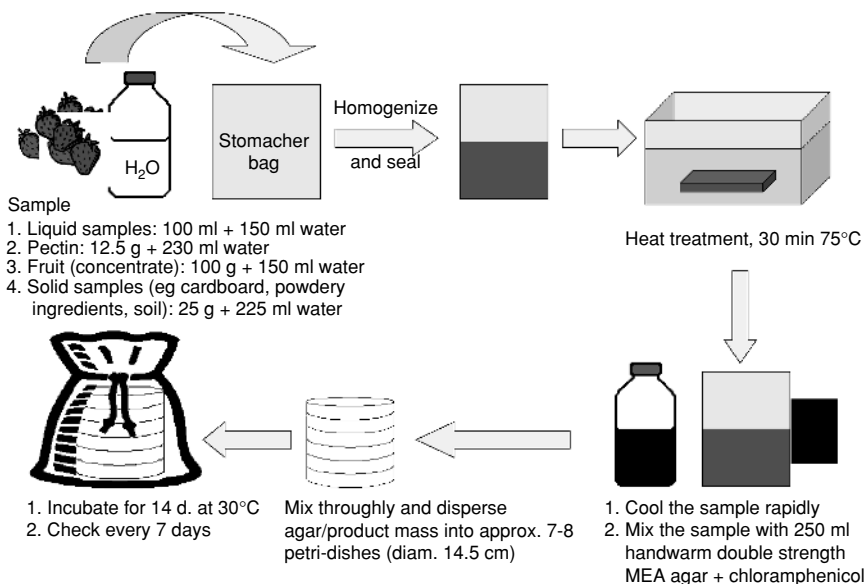 H2O
Stomacher
bag
Homogenize
and seal
Sample
1. Liquid samples: 100 ml + 150 ml water
2. Pectin: 12.5 g + 230 ml water
3. Fruit (concentrate): 100 g + 150 ml water
4. Solid samples (eg cardboard, powdery
ingredients, soil): 25 g + 225 ml water
Heat treatment, 30 min 75°C
1. Cool the sample rapidly
2. Mix the sample with 250 ml
handwarm double strength
MEA agar + chloramphenicol
Mix throughly and disperse
agar/product mass into approx. 7-8
petri-dishes (diam. 14.5 cm)
1. Incubate for 14 d. at 30°C
2. Check every 7 days